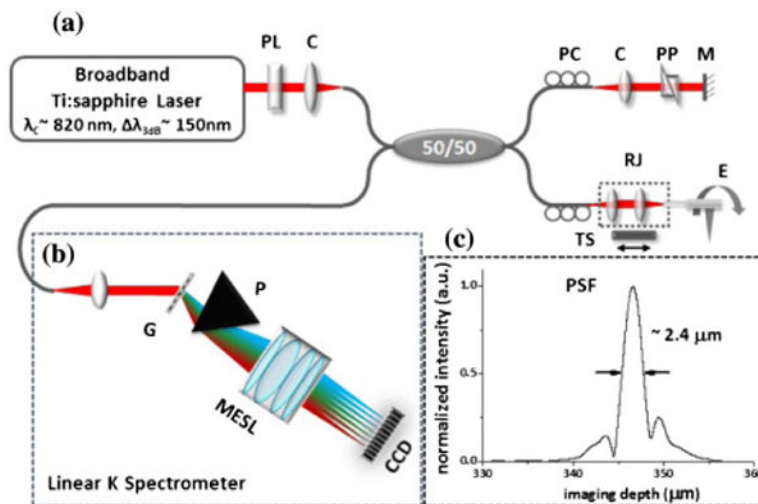 (a)
PL C
Broadband
Ti:sapphire Laser
λc~ 820 nm, Δλ3dB~ 150nm
50/50
PC C PP M
RJ
E
TS
(b)
P
G
MESL
CCD
Linear K Spectrometer
(c)
PSF
~ 2.4 μm
normalized intensity (a.u.)
1.0
0.5
0.0
330 340 350 360
imaging depth (μm)